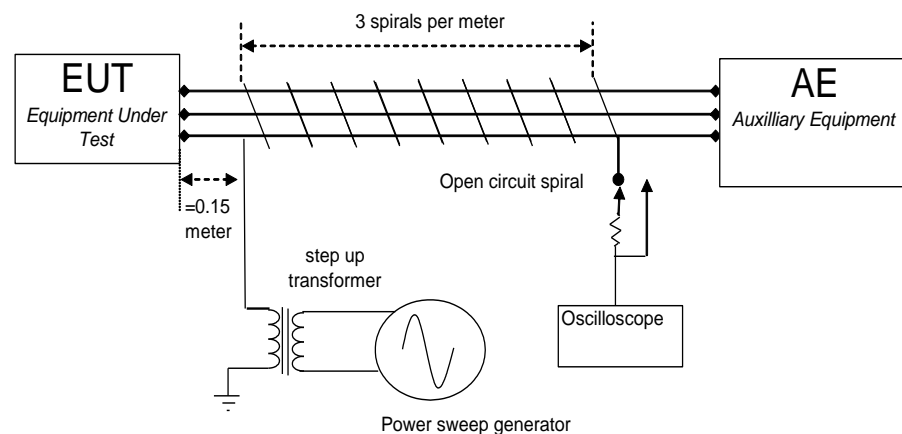 3 spirals per meter
EUT
Equipment Under
Test
AE
Auxilliary Equipment
Open circuit spiral
=0.15
meter
step up
transformer
Oscilloscope
Power sweep generator